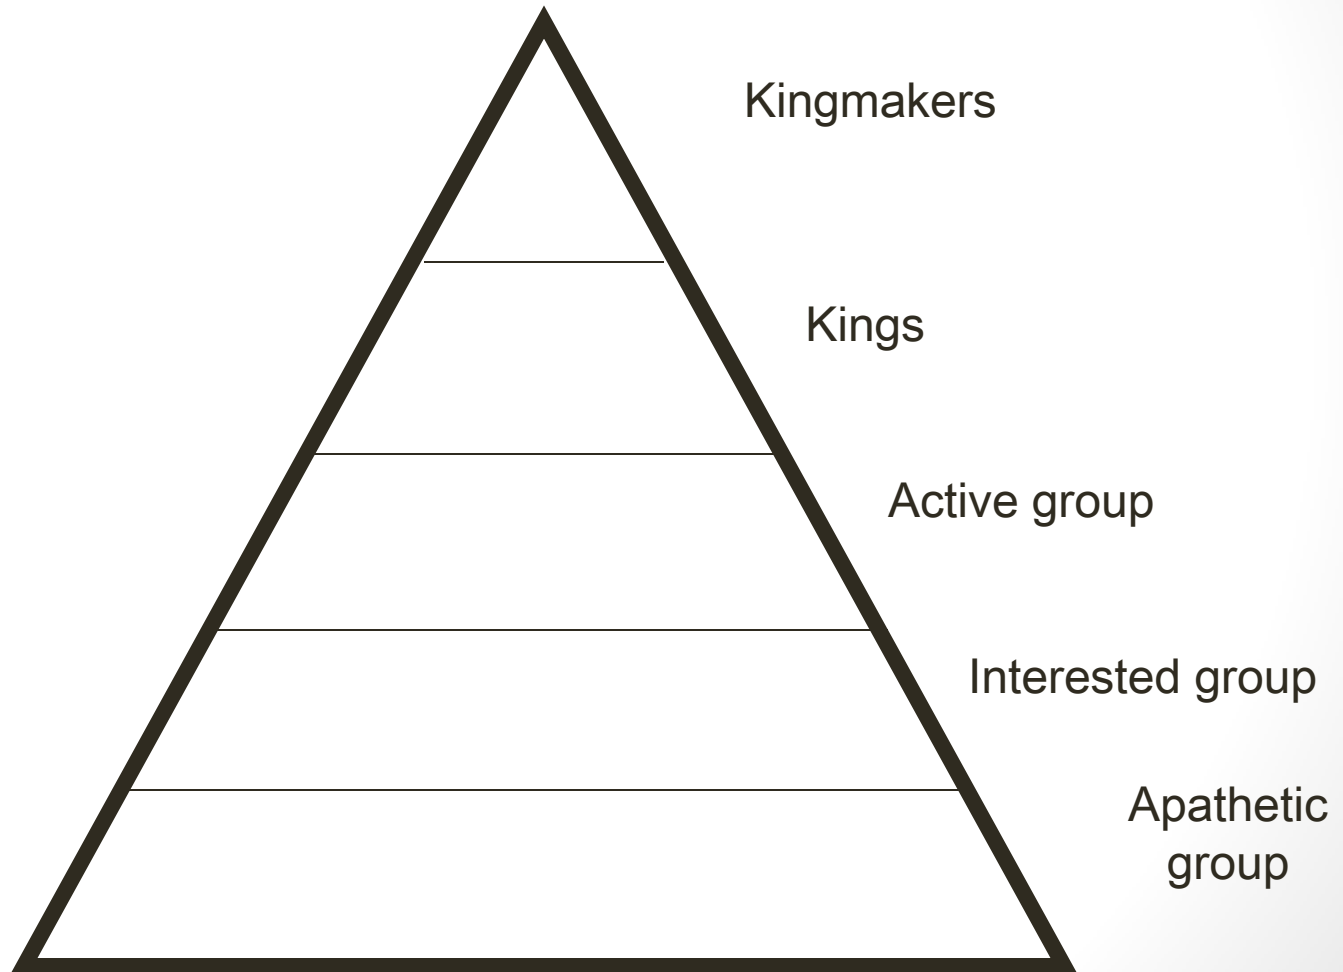 Kingmakers
Kings
Active group
Interested group
Apathetic
group